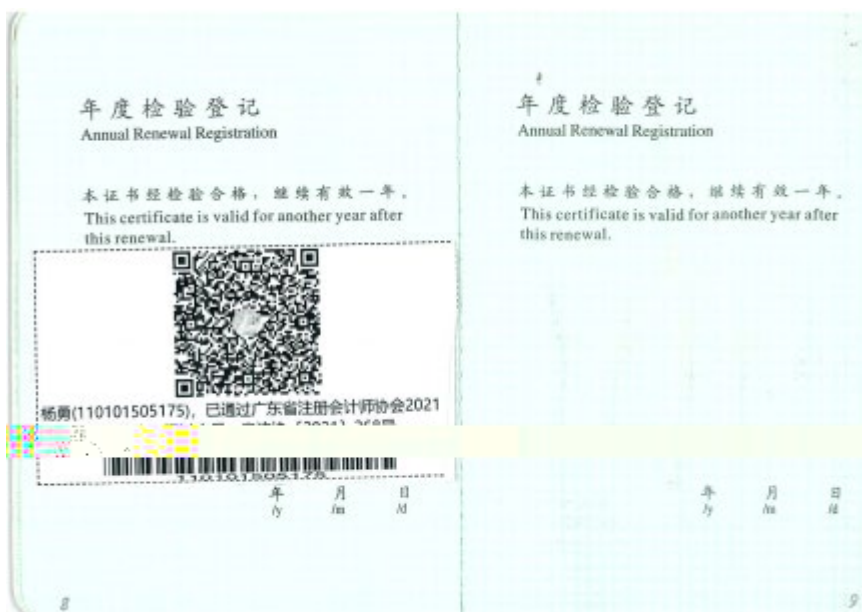 年度检验登记
Annual Renewal Registration
本证书经检验合格，继续有效一年。
This certificate is valid for another year after
this renewal.
杨勇(110101505175)，已通过广东省注册会计师协会2021
110101505175
年 月 日
/y /m /d
8
年度检验登记
Annual Renewal Registration
本证书经检验合格，继续有效一年。
This certificate is valid for another year after
this renewal.
年 月 日
/y /m /d
9